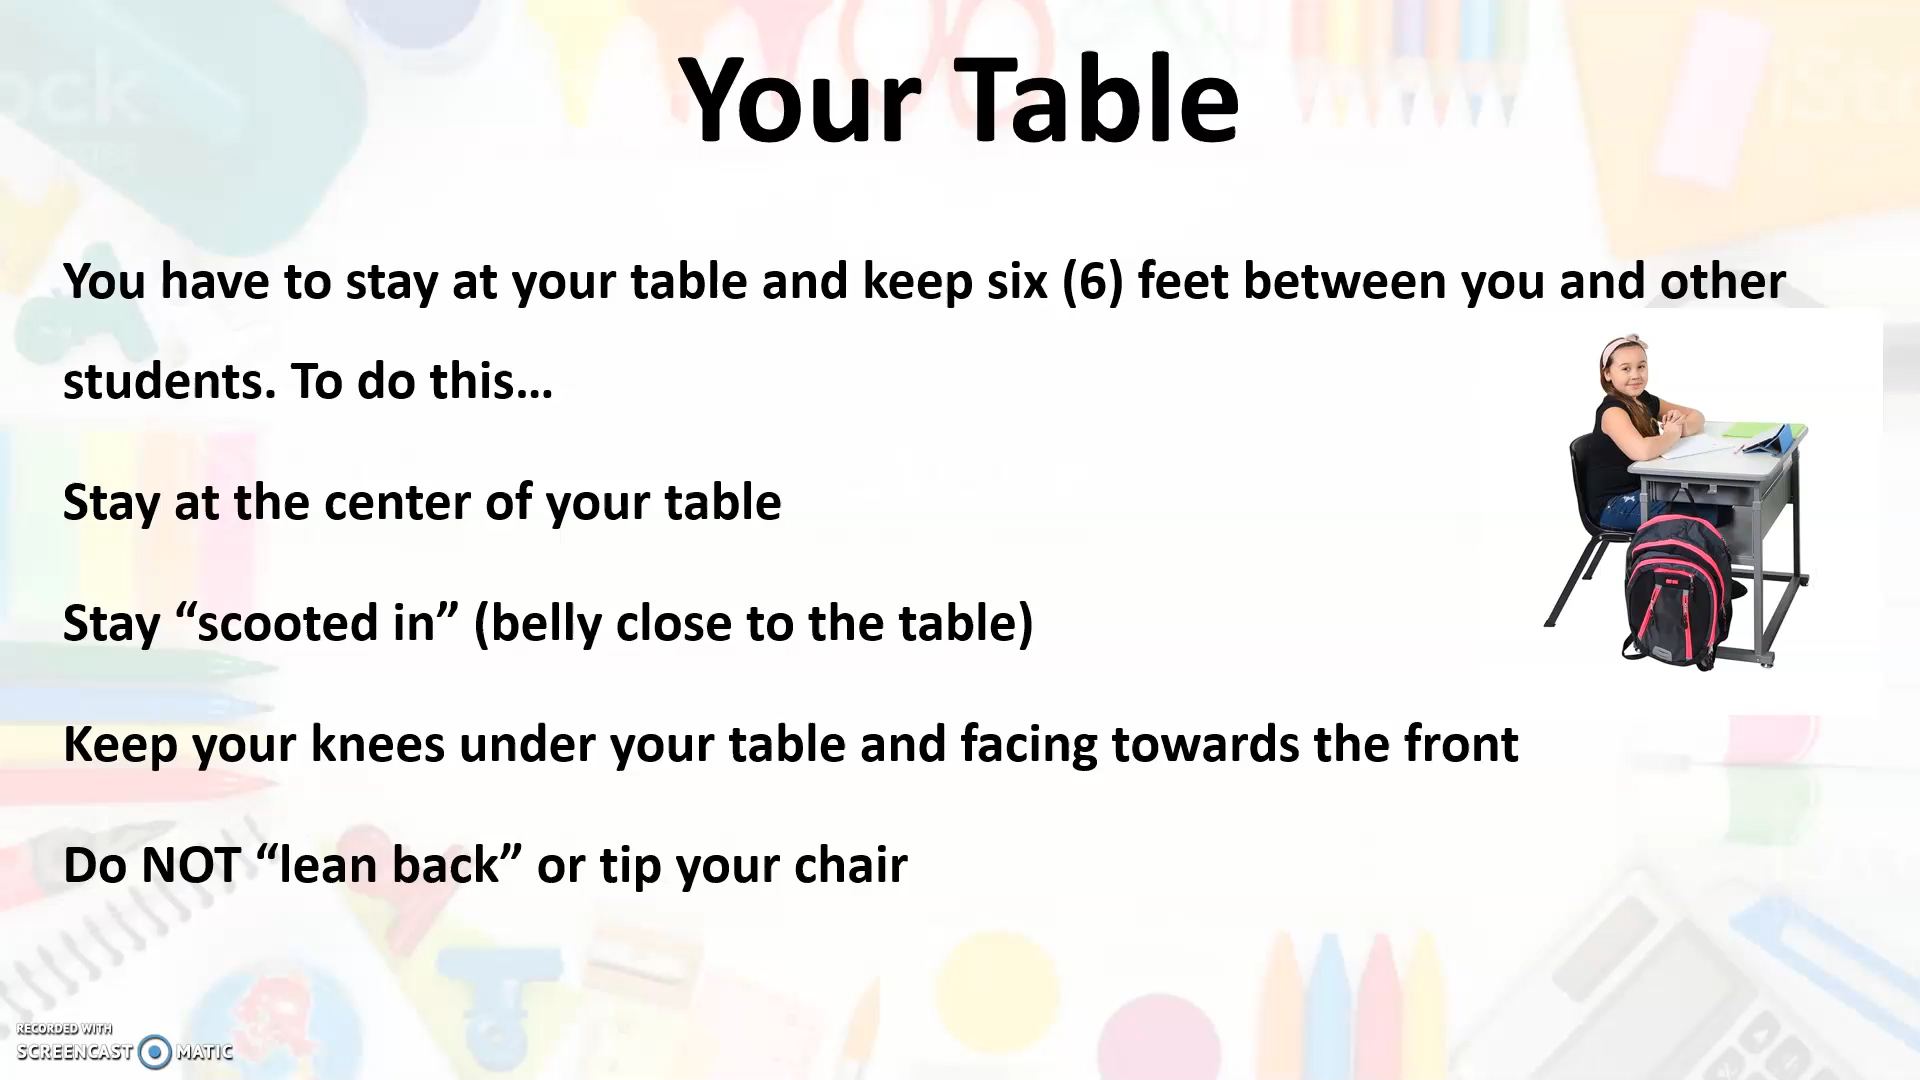 Your Table
You have to stay at your table and keep six (6) feet between you and other
students. To do this…
Stay at the center of your table
Stay “scooted in” (belly close to the table)
Keep your knees under your table and facing towards the front
Do NOT “lean back” or tip your chair
RECORDED WITH
SCREENCAST MATIC